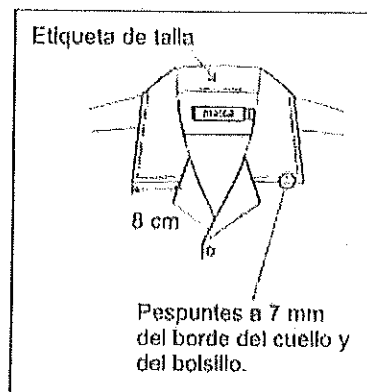 Etiqueta de talla
marca
8 cm
Pespuntes a 7 mm
del borde del cuello y
del bolsillo.